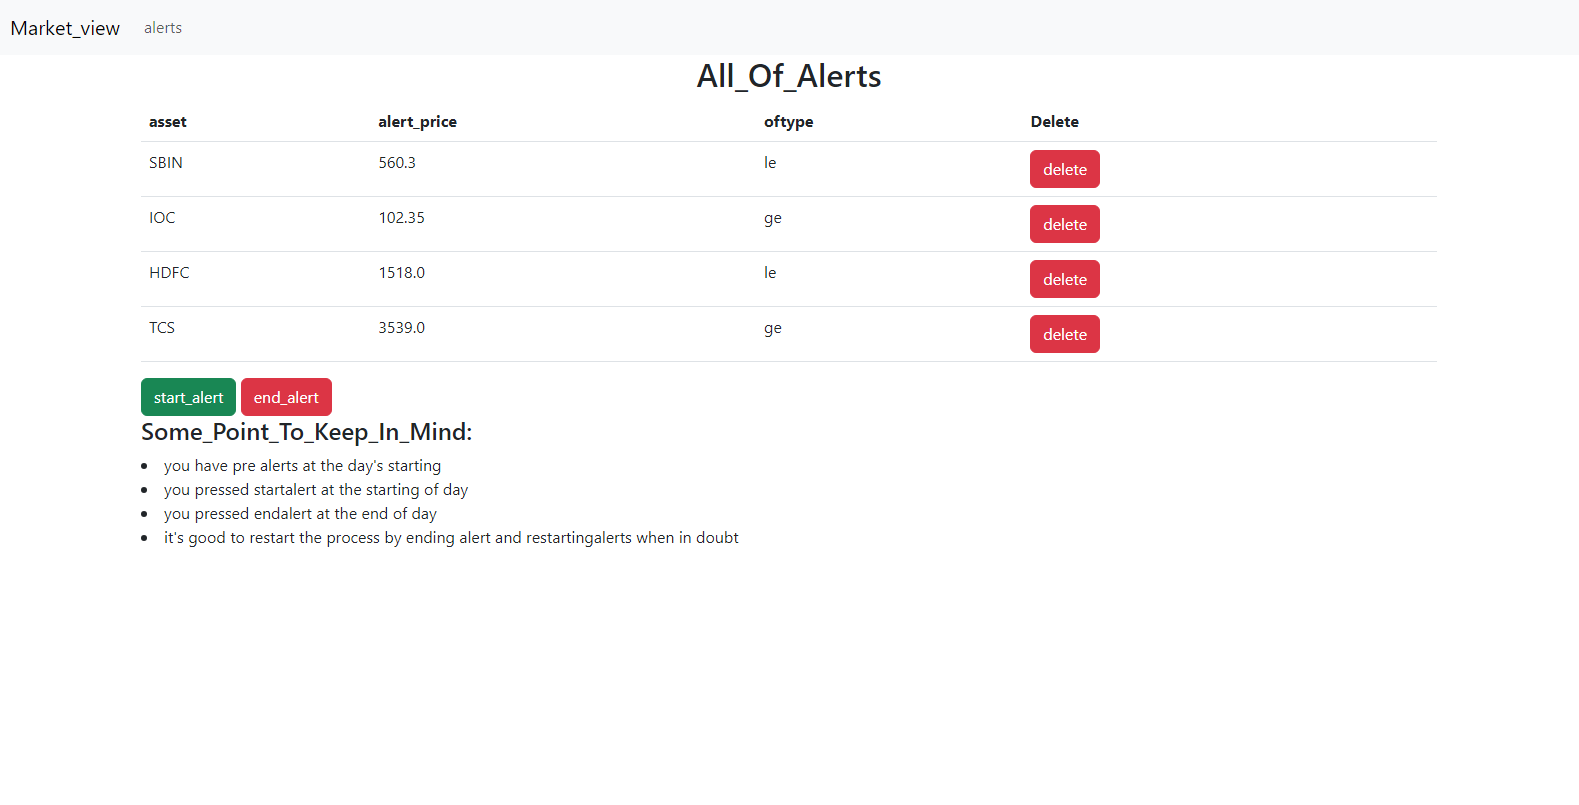 Market_view alerts
All_Of_Alerts
asset alert_price oftype Delete
SBIN 560.3 le delete
IOC 102.35 ge delete
HDFC 1518.0 le delete
TCS 3539.0 ge delete
start_alert end_alert
Some_Point_To_Keep_In_Mind:
• you have pre alerts at the day's starting
• you pressed startalert at the starting of day
• you pressed endalert at the end of day
• it's good to restart the process by ending alert and restartingalerts when in doubt